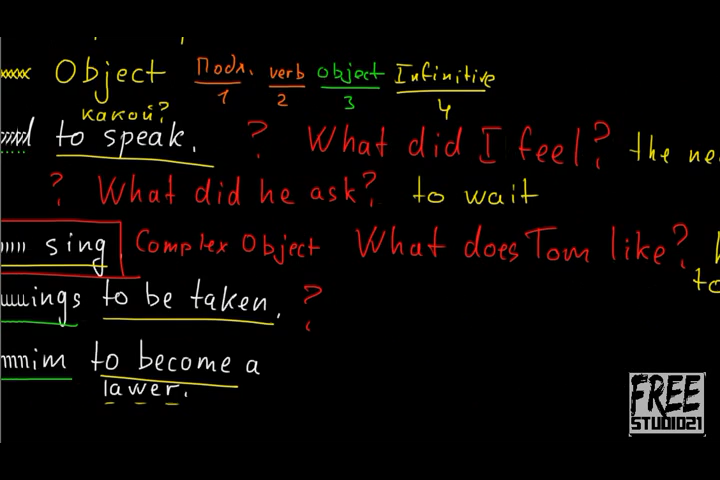 Object Подл. verb object Infinitive
1 2 3 4
какой?
to speak. ? What did I feel? the ne
? What did he ask? to wait
sing Complex Object What does Tom like?
to
ings to be taken. ?
im to become a
lawer.
FREE
STUDIO21